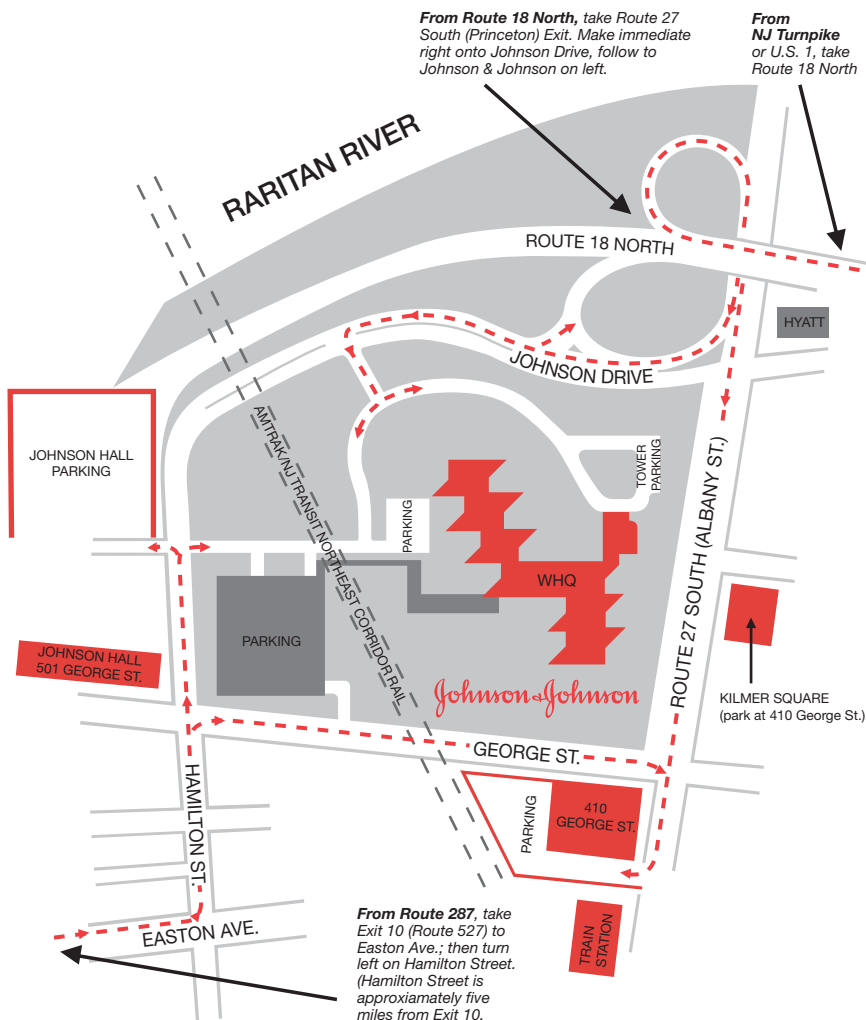 From Route 18 North, take Route 27
South (Princeton) Exit. Make immediate
right onto Johnson Drive, follow to
Johnson & Johnson on left.
From
NJ Turnpike
or U.S. 1, take
Route 18 North
RARITAN RIVER
ROUTE 18 NORTH
HYATT
JOHNSON DRIVE
JOHNSON HALL
PARKING
AMTRAK/NJ TRANSIT NORTHEAST CORRIDOR RAIL
TOWER
PARKING
PARKING
ROUTE 27 SOUTH (ALBANY ST.)
WHQ
PARKING
JOHNSON HALL
501 GEORGE ST.
Johnson & Johnson
KILMER SQUARE
(park at 410 George St.)
GEORGE ST.
HAMILTON ST.
PARKING
410
GEORGE ST.
EASTON AVE.
TRAIN
STATION
From Route 287, take
Exit 10 (Route 527) to
Easton Ave.; then turn
left on Hamilton Street.
(Hamilton Street is
approxiamately five
miles from Exit 10.